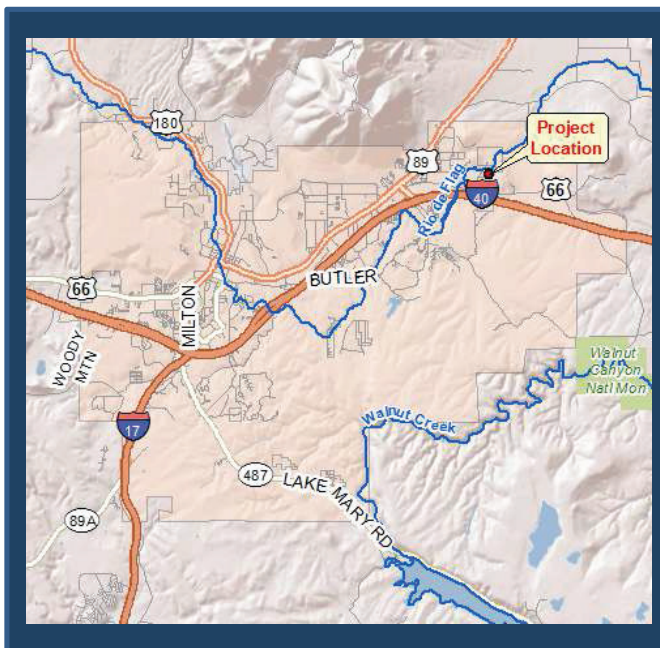 180
Project
Location
89
66
40
Rio de Flag
BUTLER
66
MILTON
WOODY
MTN
Walnut
Canyon
Natl Mon
Walnut Creek
17
487
LAKE MARY RD
89A